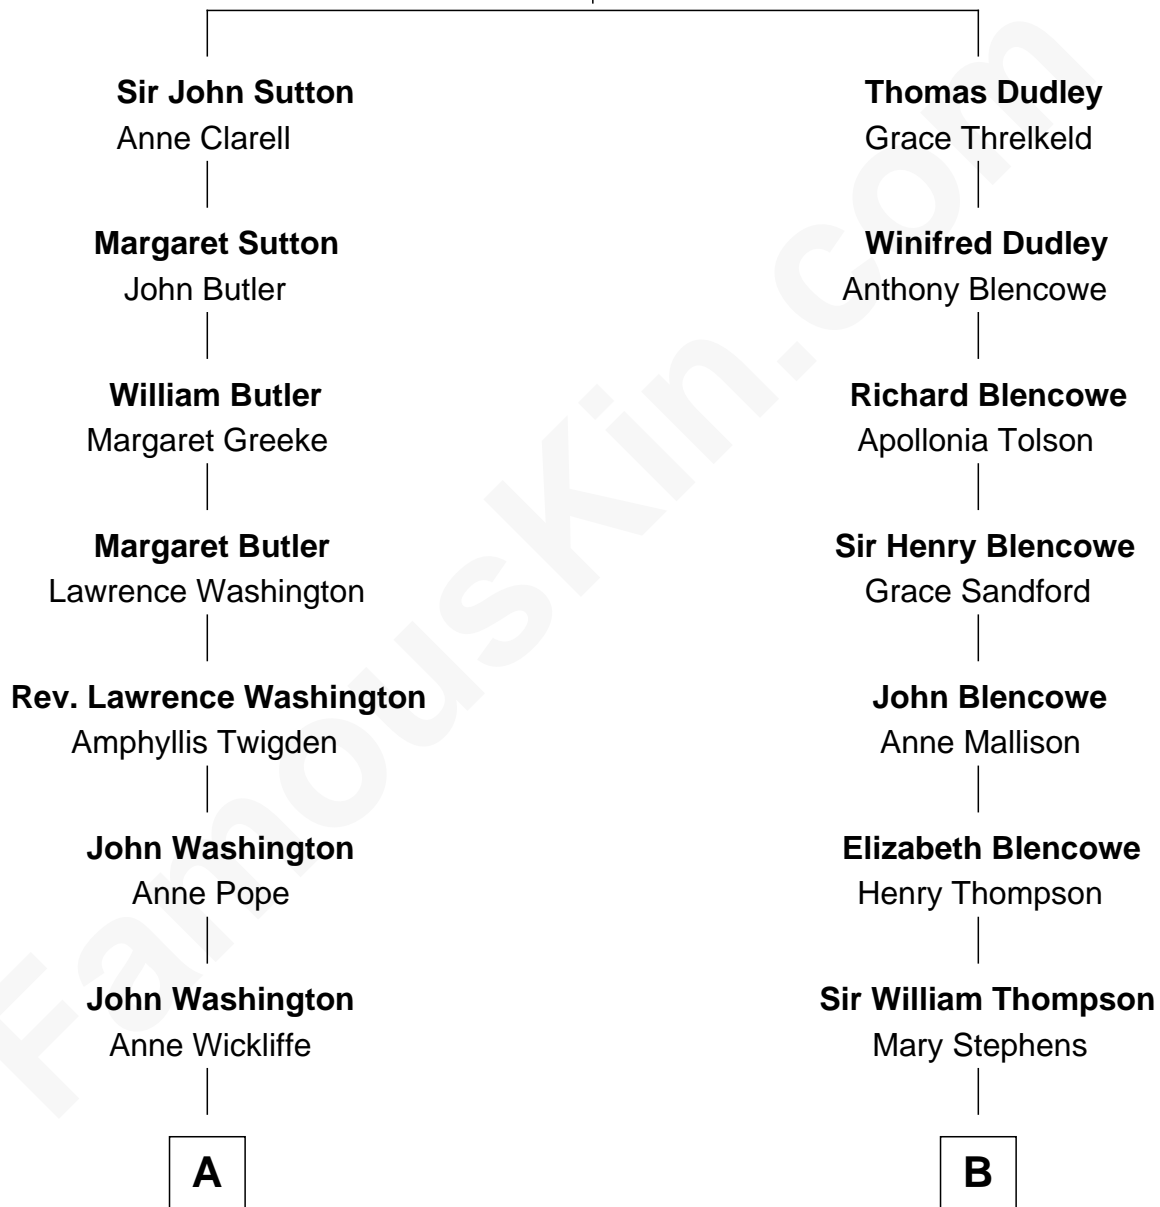 Sir John Sutton
Anne Clarell
Margaret Sutton
John Butler
William Butler
Margaret Greeke
Margaret Butler
Lawrence Washington
Rev. Lawrence Washington
Amphyllis Twigden
John Washington
Anne Pope
John Washington
Anne Wickliffe
A
Thomas Dudley
Grace Threlkeld
Winifred Dudley
Anthony Blencowe
Richard Blencowe
Apollonia Tolson
Sir Henry Blencowe
Grace Sandford
John Blencowe
Anne Mallison
Elizabeth Blencowe
Henry Thompson
Sir William Thompson
Mary Stephens
B
FamousKin.com